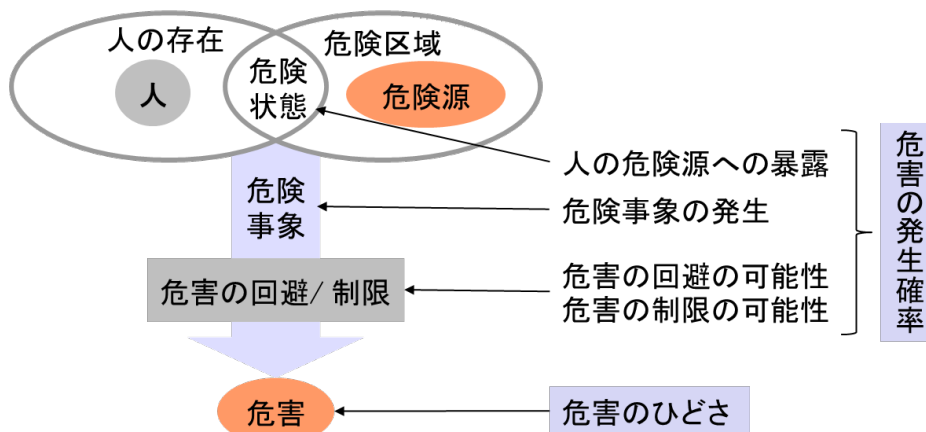 人の存在
危険区域
人
危険
状態
危険源
人の危険源への暴露
危険
事象
危険事象の発生
危害の回避/ 制限
危害の回避の可能性
危害の制限の可能性
危害の発生確率
危害
危害のひどさ